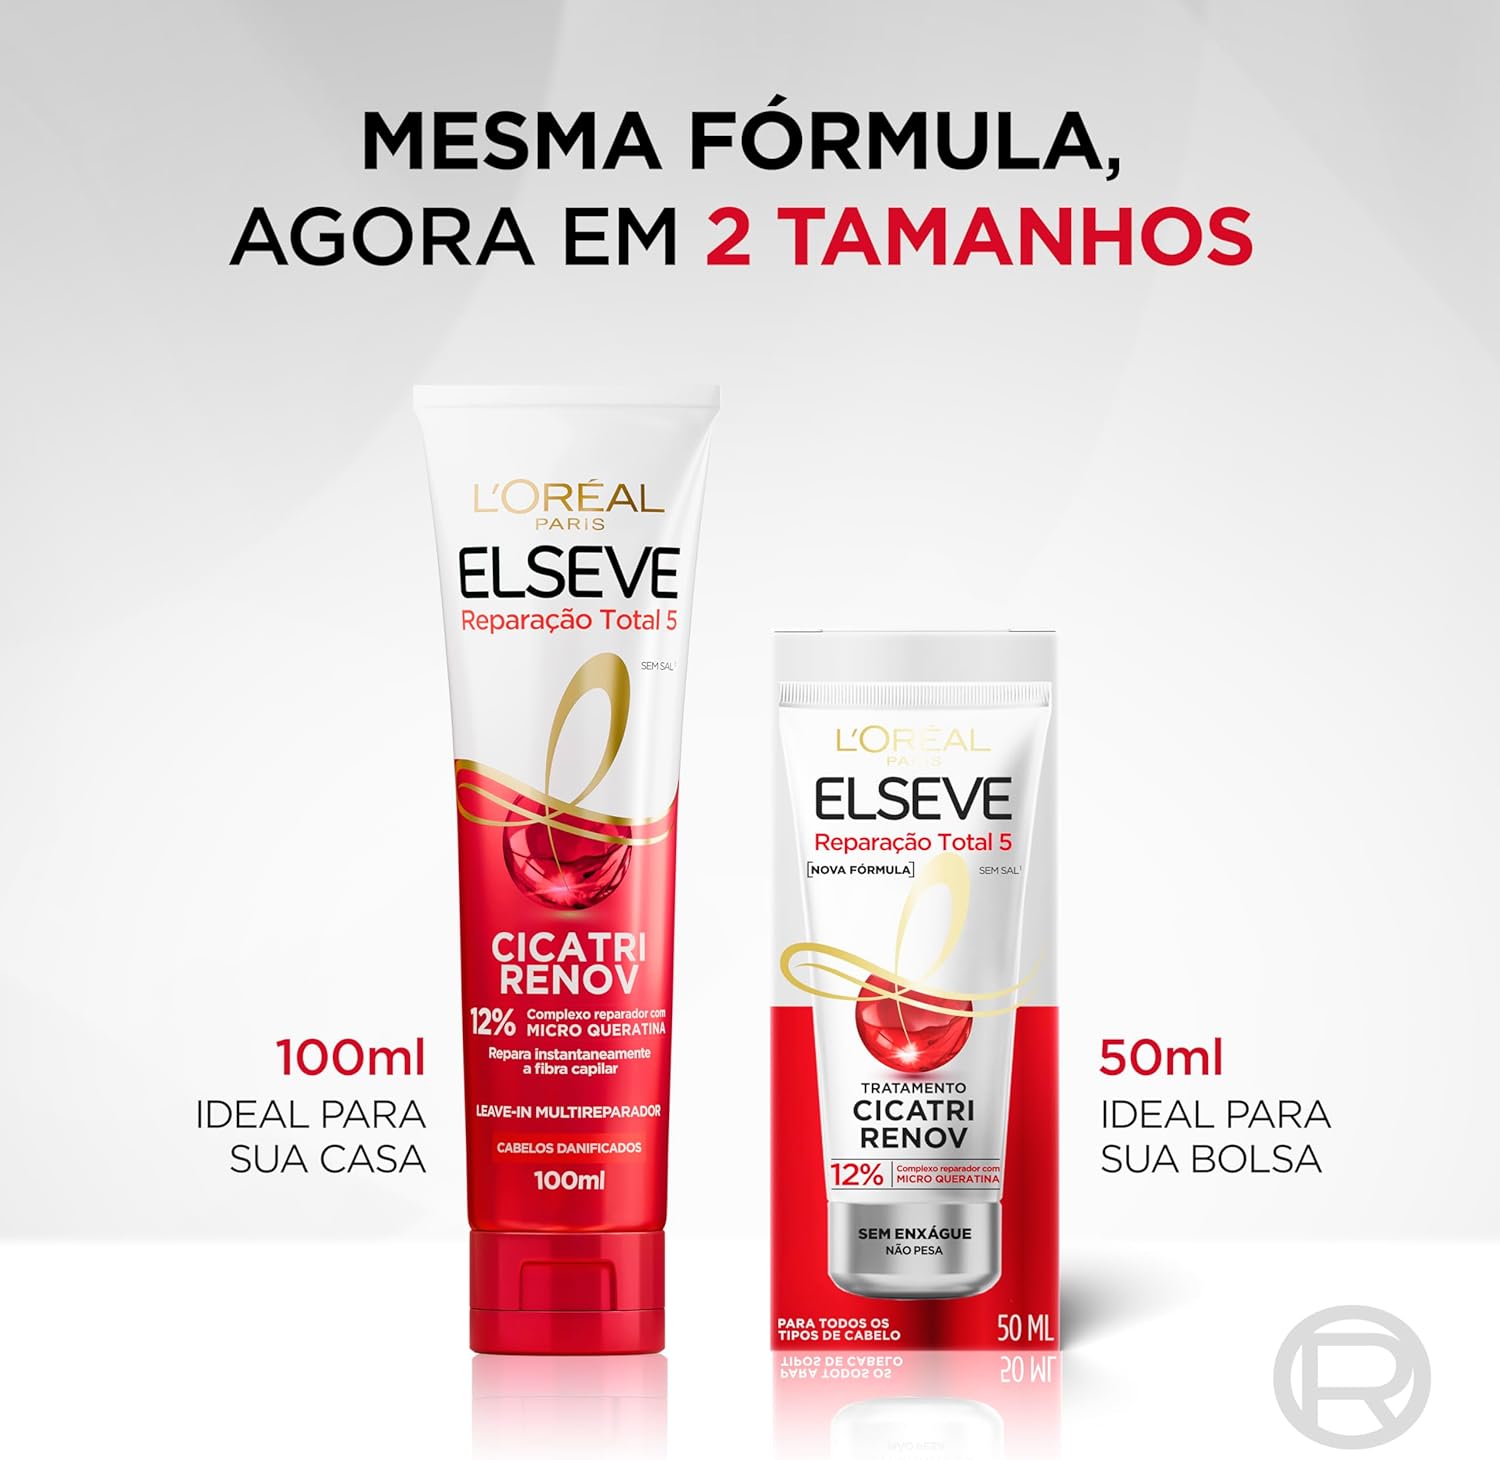 MESMA FÓRMULA,
AGORA EM 2 TAMANHOS
L'ORÉAL
PARIS
ELSEVE
Reparação Total 5
SEM SAL¹
CICATRI
RENOV
12% Complexo reparador com
MICRO QUERATINA
Repara instantaneamente
a fibra capilar
LEAVE-IN MULTIREPARADOR
CABELOS DANIFICADOS
100ml
100ml
IDEAL PARA
SUA CASA
L'ORÉAL
PARIS
ELSEVE
Reparação Total 5
[NOVA FÓRMULA]
SEM SAL¹
TRATAMENTO
CICATRI
RENOV
12% Complexo reparador com
MICRO QUERATINA
SEM ENXÁGUE
NÃO PESA
PARA TODOS OS
TIPOS DE CABELO
50 ML
50ml
IDEAL PARA
SUA BOLSA
R